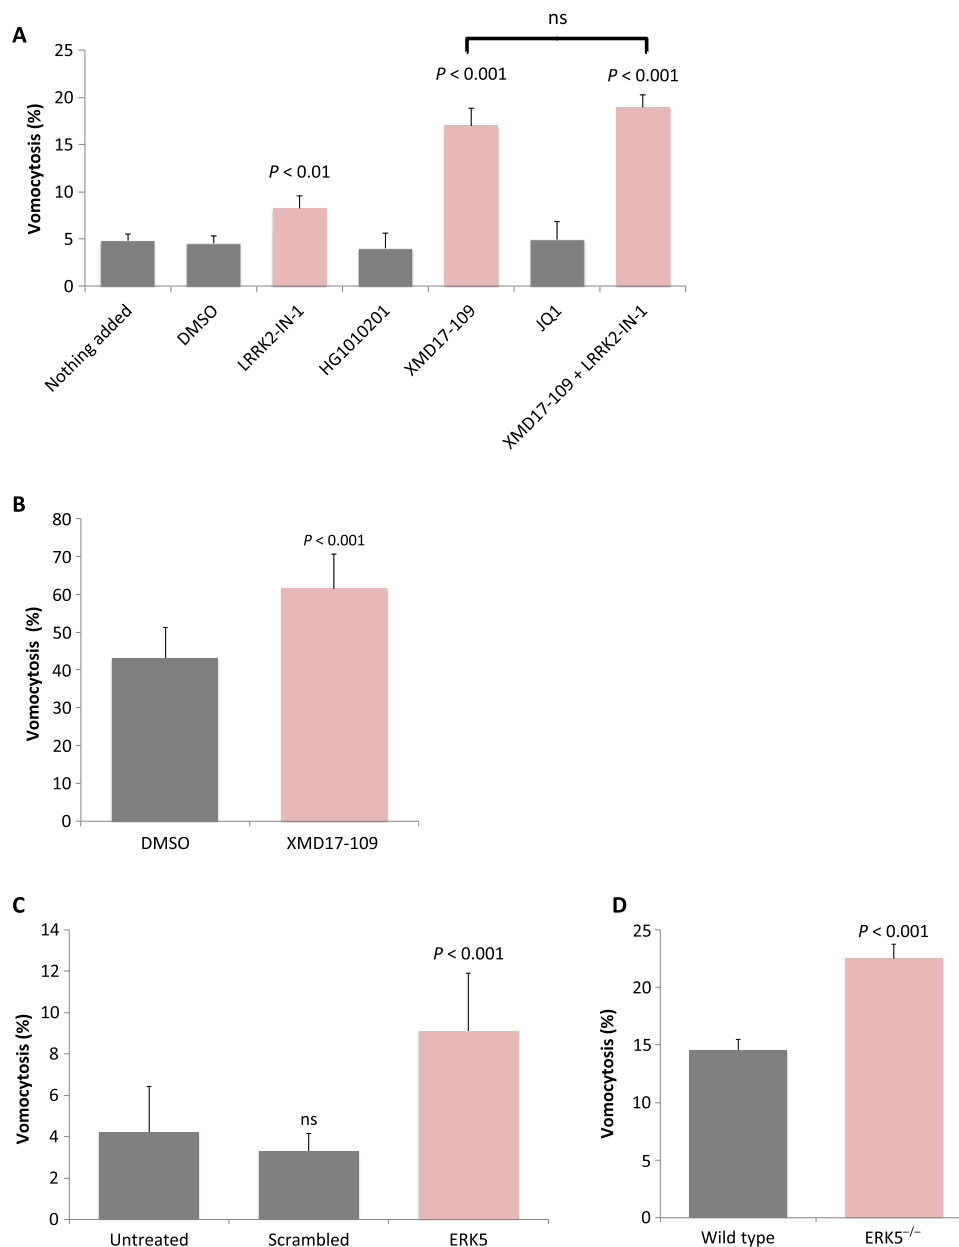 A
ns
P < 0.001
P < 0.001
P < 0.01
Vomocytosis (%)
25
20
15
10
5
0
Nothing added
DMSO
LRRK2-IN-1
HG1010201
XMD17-109
JQ1
XMD17-109 + LRRK2-IN-1
B
P < 0.001
Vomocytosis (%)
80
70
60
50
40
30
20
10
0
DMSO
XMD17-109
C
P < 0.001
ns
Vomocytosis (%)
14
12
10
8
6
4
2
0
Untreated
Scrambled
ERK5
D
P < 0.001
Vomocytosis (%)
25
20
15
10
5
0
Wild type
ERK5⁻/⁻